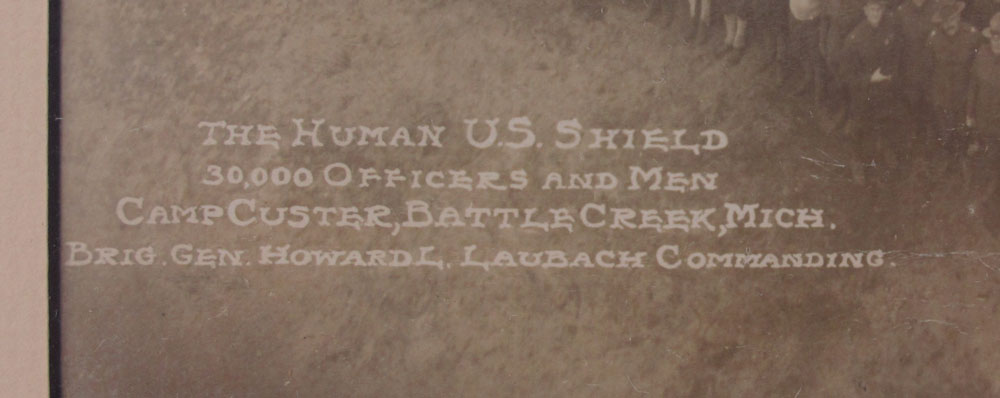 The Human U.S. Shield
30,000 Officers and Men
Camp Custer, Battle Creek, Mich.
Brig. Gen. Howard L. Laubach Commanding.